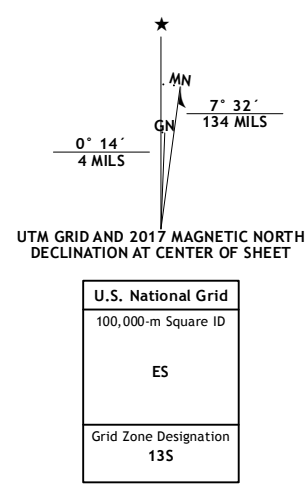 ★
MN
7° 32´
134 MILS
GN
0° 14´
4 MILS
UTM GRID AND 2017 MAGNETIC NORTH
DECLINATION AT CENTER OF SHEET
U.S. National Grid
100,000-m Square ID
ES
Grid Zone Designation
13S